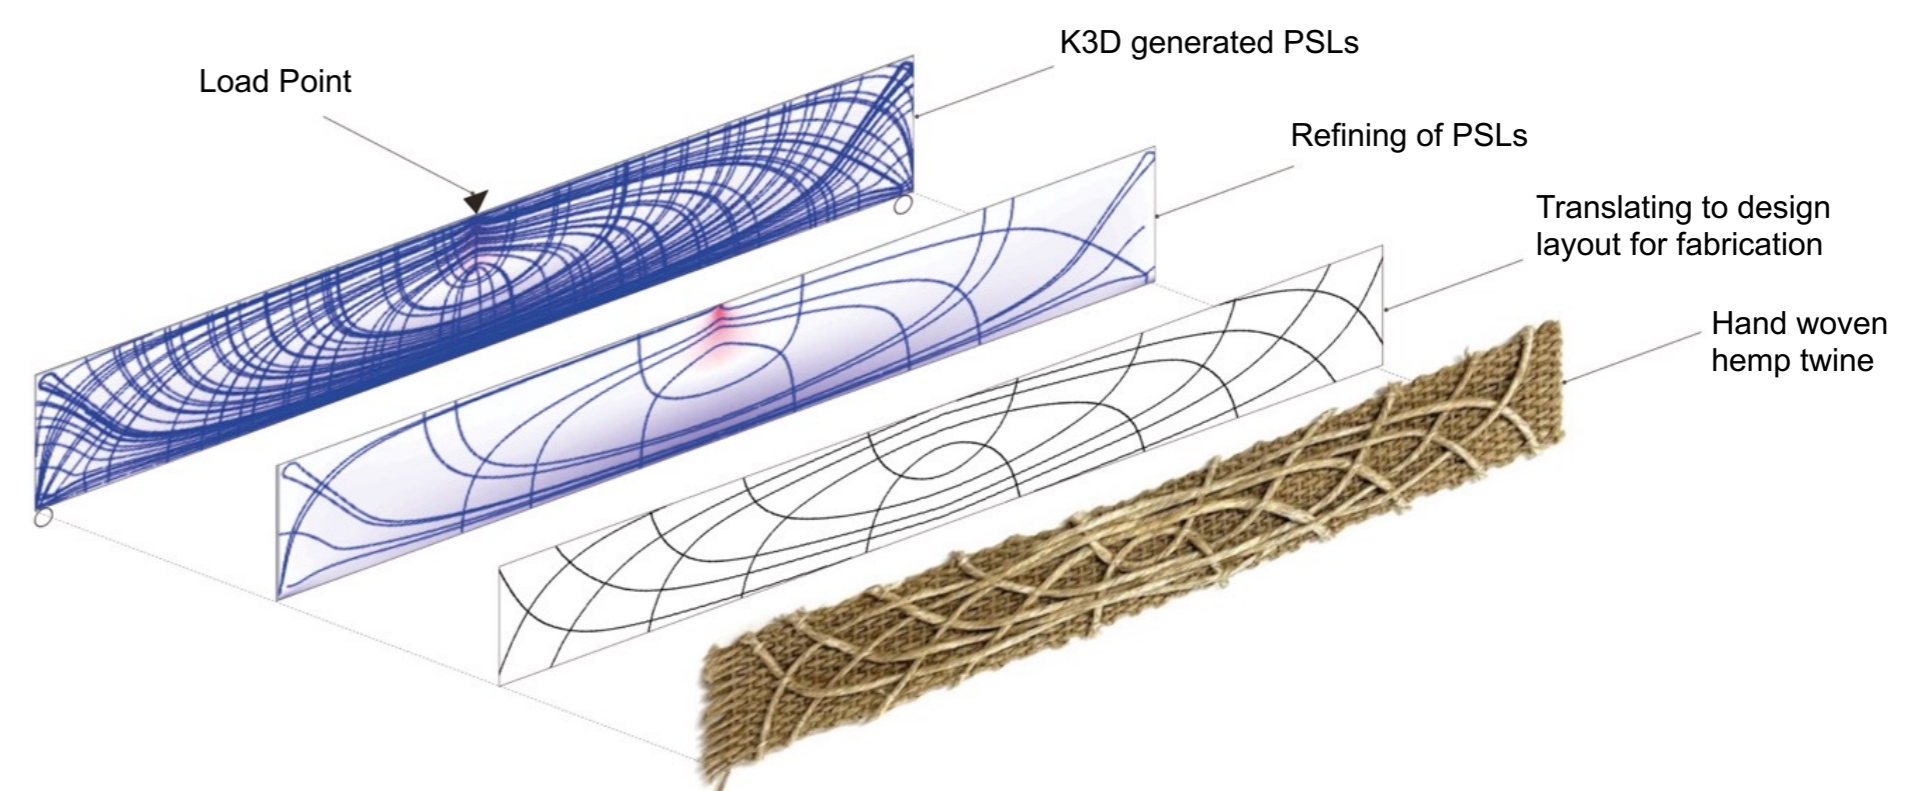 K3D generated PSLs
Load Point
Refining of PSLs
Translating to design
layout for fabrication
Hand woven
hemp twine